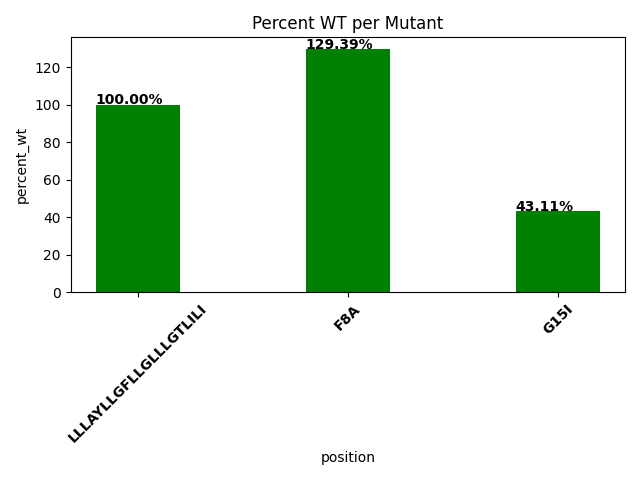 Percent WT per Mutant
percent_wt
120
100
80
60
40
20
0
100.00%
129.39%
43.11%
LLLAYLLGFLLGLLLGTLILI
F8A
G15I
position